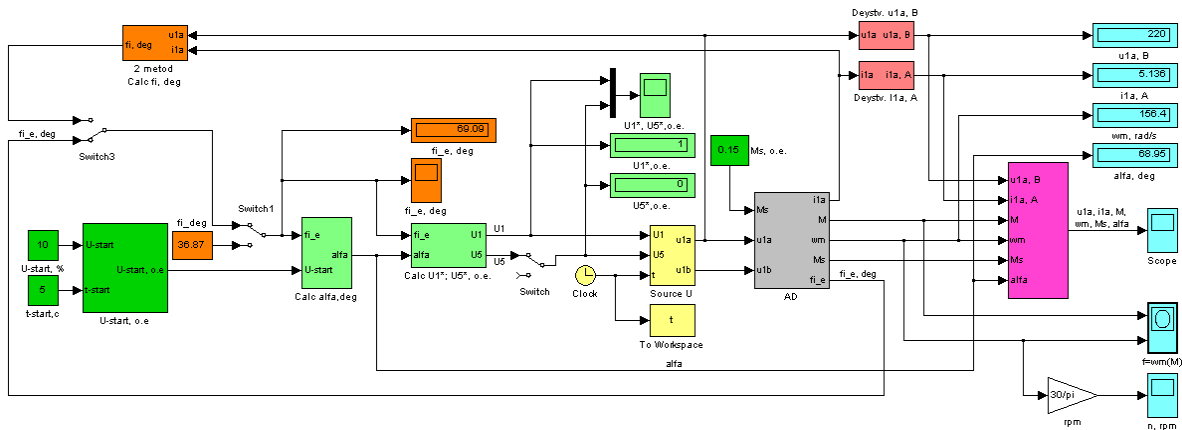 fi, deg
u1a
i1a
2 metod
Calc fi, deg
fi_e, deg
Switch3
10
U-start, %
5
t-start,c
U-start
t-start
U-start, o.e
U-start, o.e
fi_deg
36.87
Switch1
69.09
fi_e, deg
fi_e, deg
fi_e
U-start
alfa
Calc alfa,deg
fi_e
alfa
U1
U5
Calc U1*; U5*, o.e.
U1
U5
Switch
U1*, U5*,o.e.
1
U1*,o.e.
0
U5*,o.e.
Clock
U1
U5
t
u1a
u1b
Source U
t
To Workspace
alfa
0.15
Ms, o.e.
Ms
u1a
u1b
i1a
M
wm
Ms
fi_e
AD
fi_e, deg
Deystv. u1a, B
u1a
u1a, B
i1a
i1a, A
Deystv. I1a, A
220
u1a, B
5.136
i1a, A
156.4
wm, rad/s
68.95
alfa, deg
u1a, B
i1a, A
M
wm
Ms
alfa
u1a, i1a, M,
wm, Ms, alfa
Scope
f=wm(M)
30/pi
rpm
n, rpm